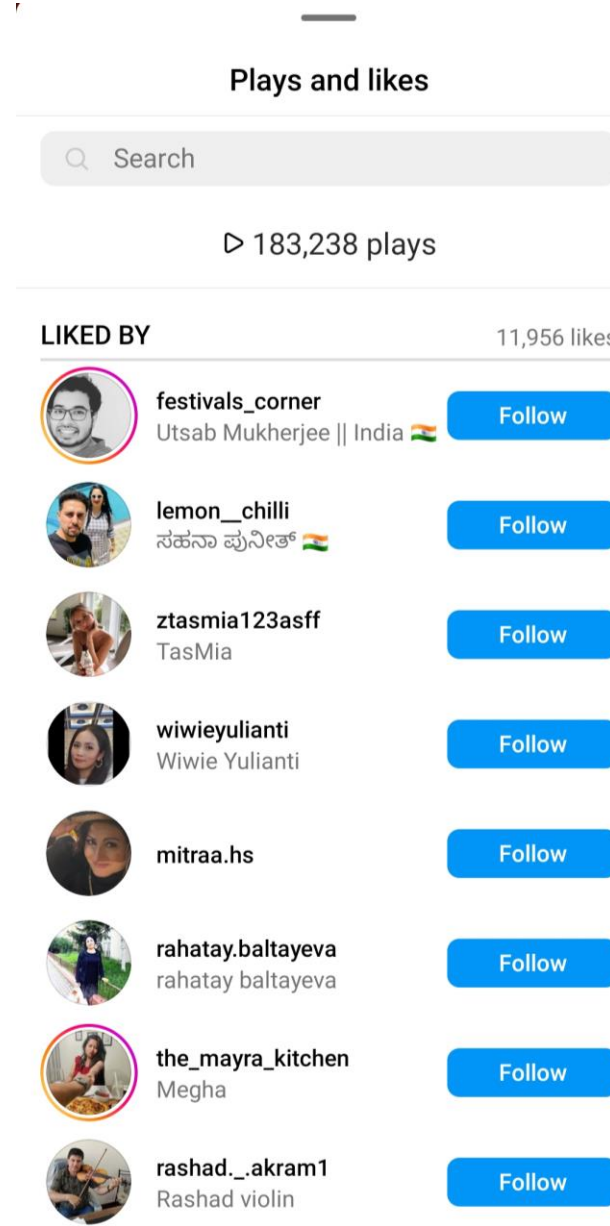 Plays and likes
Search
183,238 plays
LIKED BY 11,956 likes
festivals_corner
Utsab Mukherjee || India 🇮🇳
Follow
lemon__chilli
ಸಹನಾ ಪುನೀತ್ 🇮🇳
Follow
ztasmia123asff
TasMia
Follow
wiwieyulianti
Wiwie Yulianti
Follow
mitraa.hs
Follow
rahatay.baltayeva
rahatay baltayeva
Follow
the_mayra_kitchen
Megha
Follow
rashad._.akram1
Rashad violin
Follow